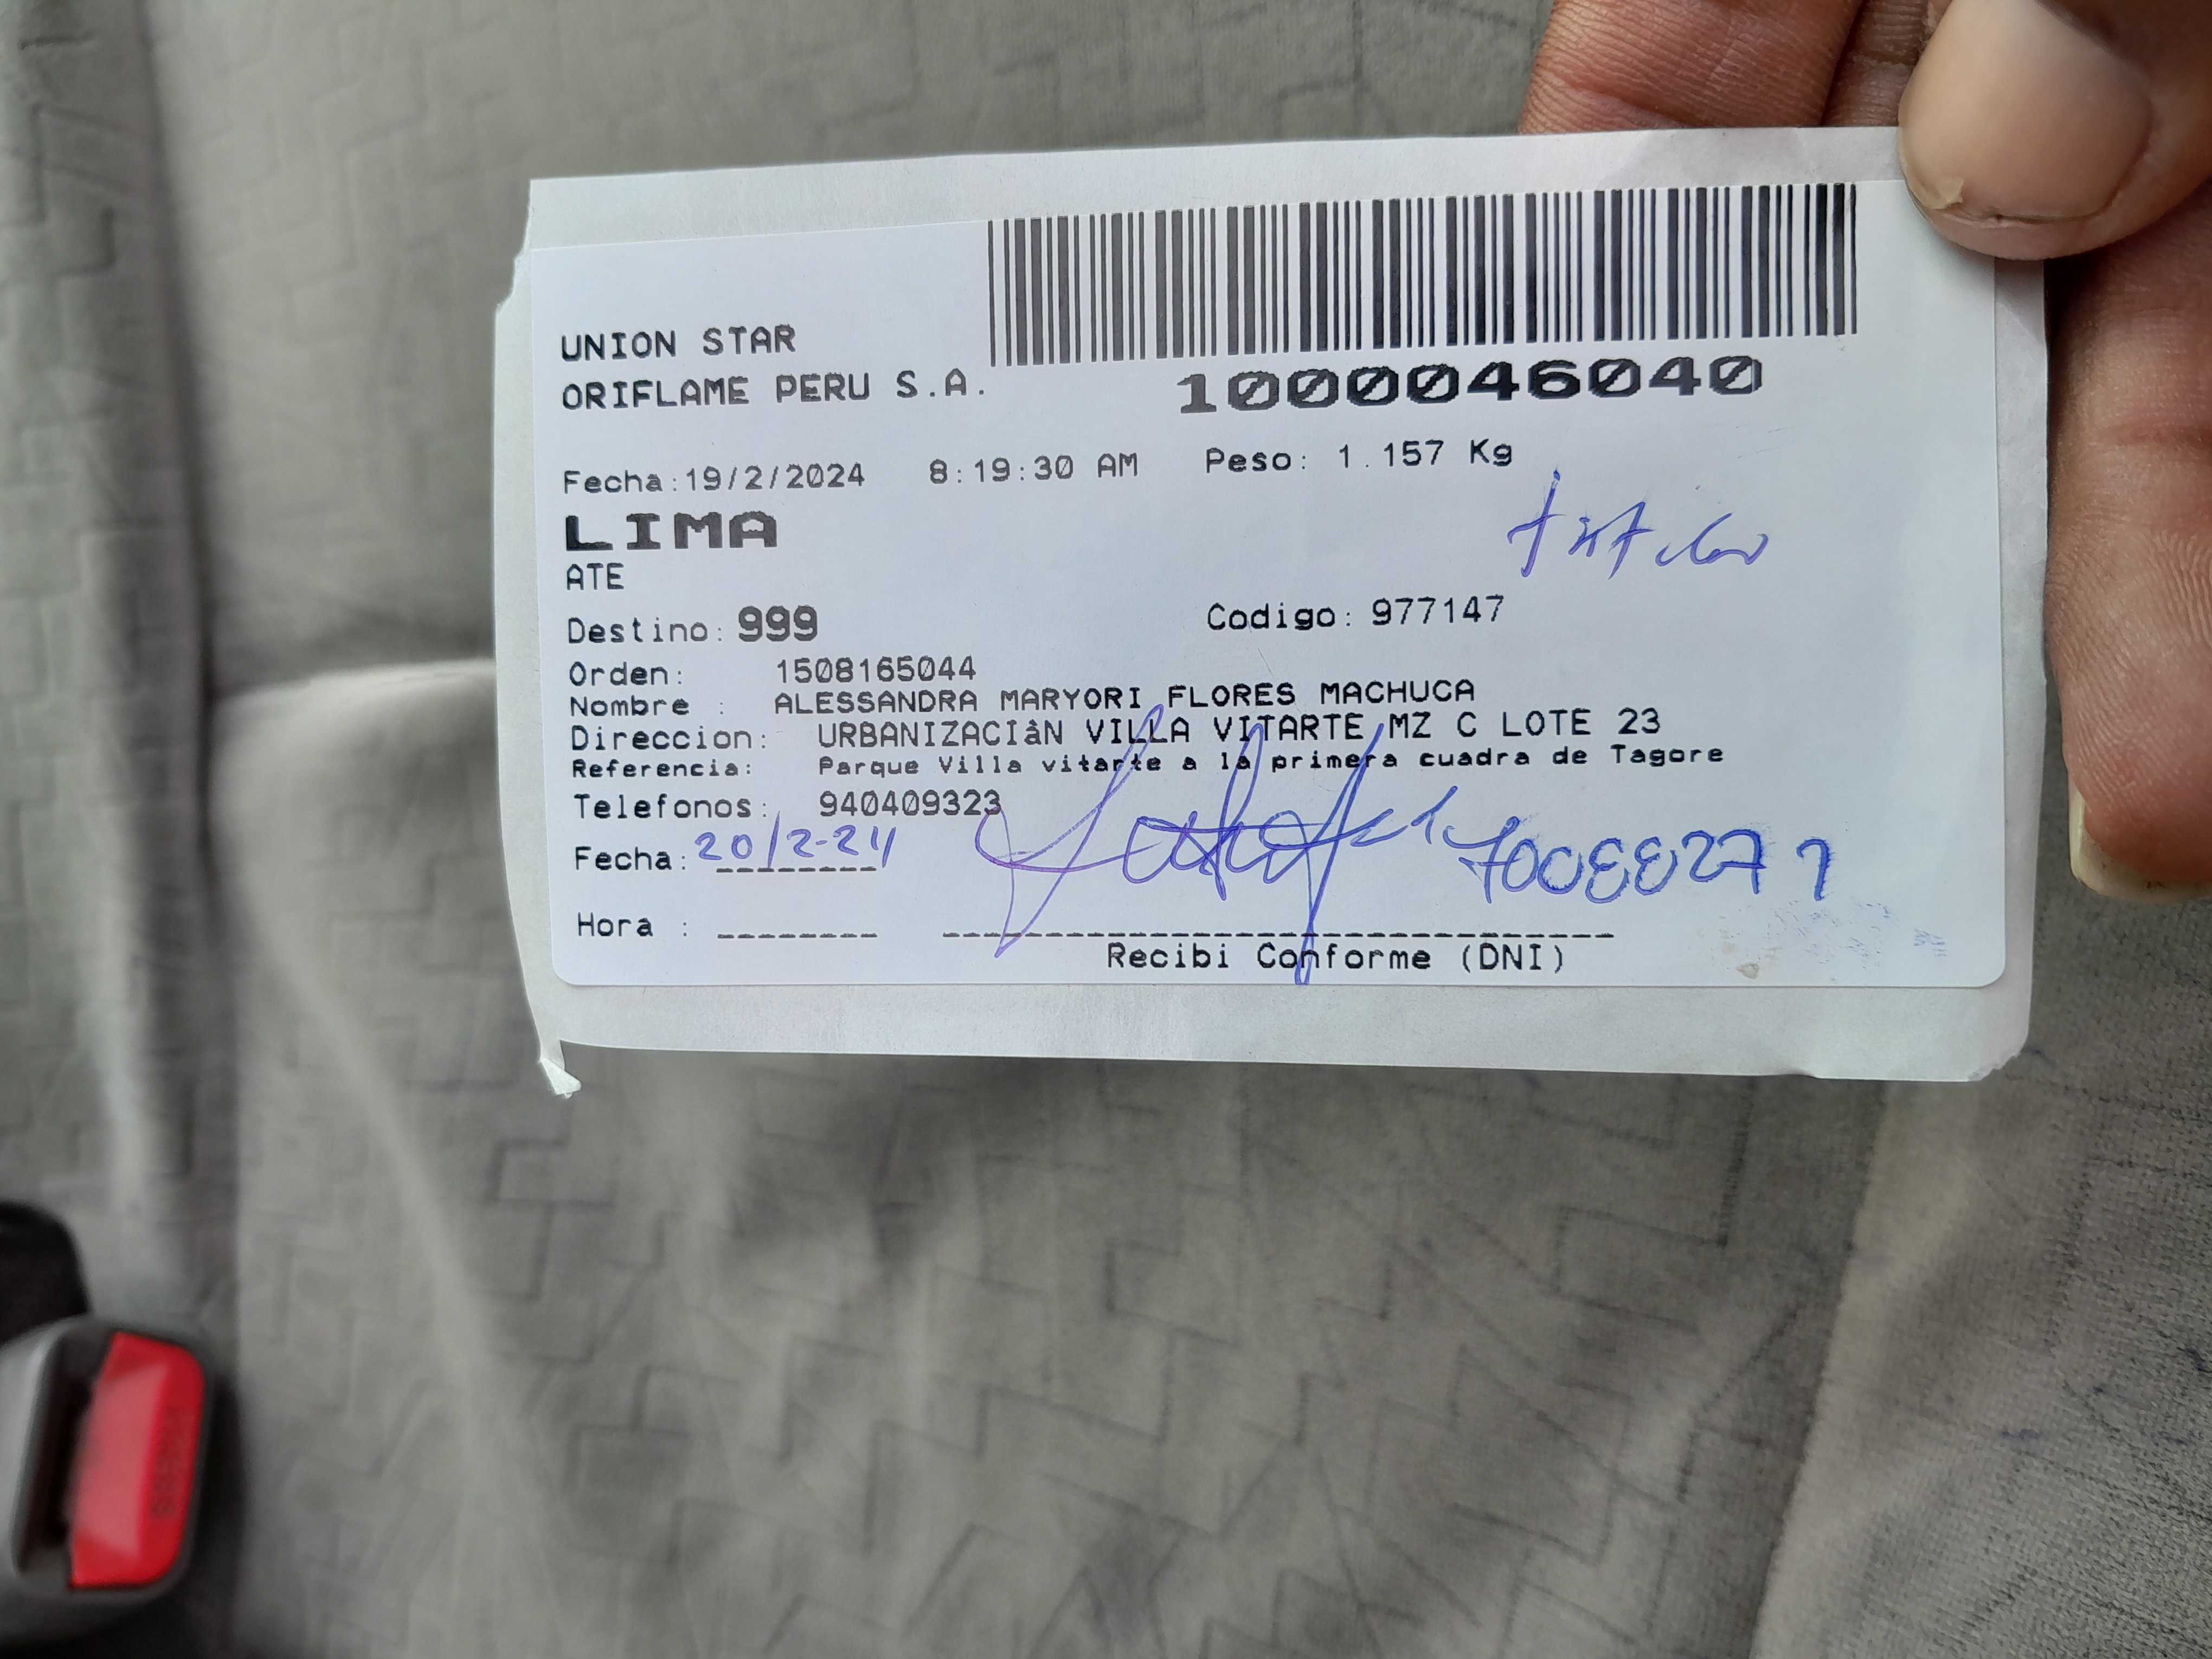 UNION STAR
ORIFLAME PERU S.A.
1000046040
Fecha:19/2/2024 8:19:30 AM Peso: 1.157 Kg
LIMA
ATE
Destino: 999 Codigo: 977147
Orden: 1508165044
Nombre : ALESSANDRA MARYORI FLORES MACHUCA
Direccion: URBANIZACIâN VILLA VITARTE MZ C LOTE 23
Referencia: Parque Villa vitarte a la primera cuadra de Tagore
Telefonos: 940409323
Fecha: 20/2-24
Hora :
Recibi Conforme (DNI)
PRESS